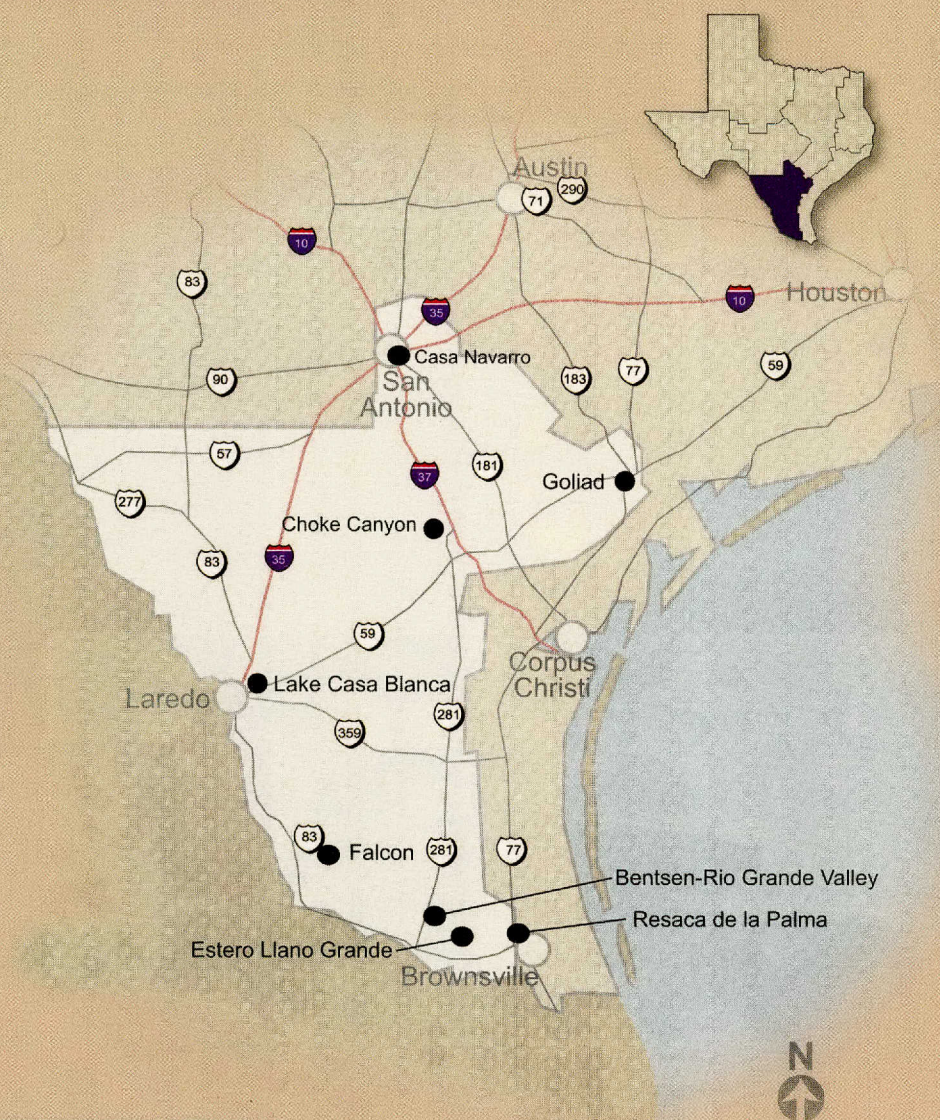 Austin
71
290
10
83
35
10
Houston
Casa Navarro
90
San
Antonio
183
77
59
57
181
37
Goliad
277
Choke Canyon
83
35
59
Corpus
Christi
Lake Casa Blanca
Laredo
281
359
83
Falcon
281
77
Bentsen-Rio Grande Valley
Resaca de la Palma
Estero Llano Grande
Brownsville
N